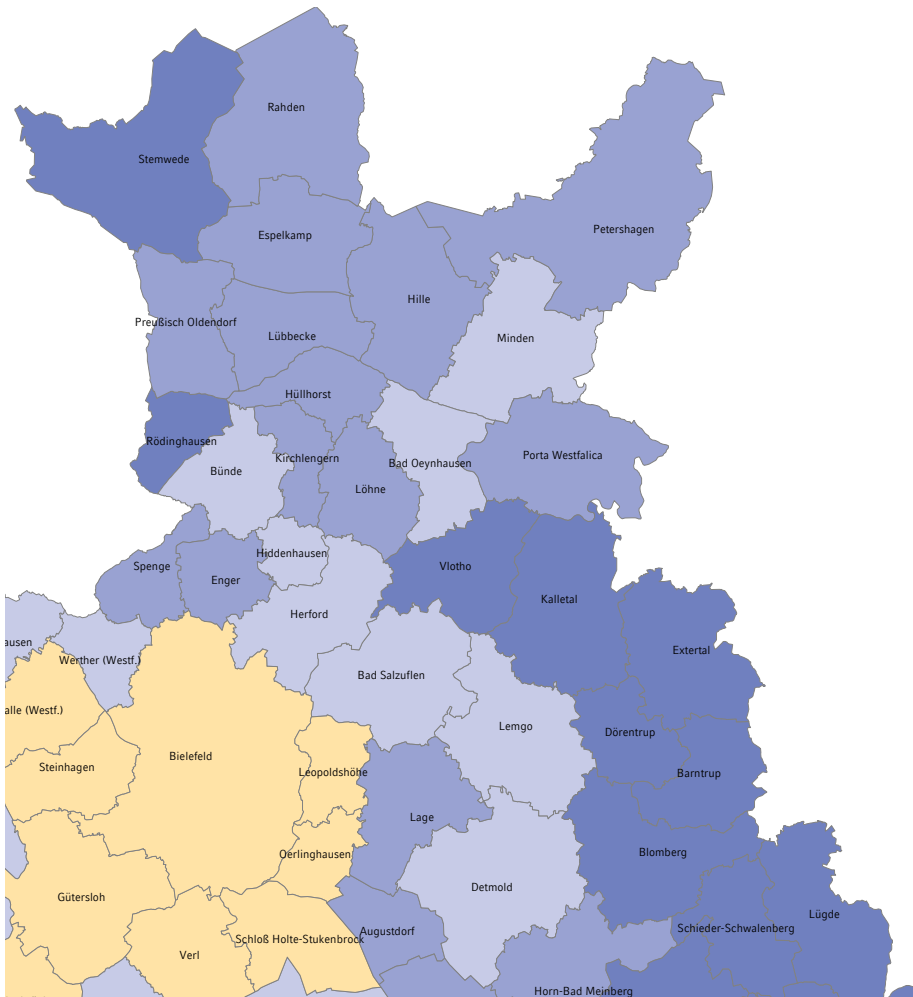 Rahden
Stemwede
Petershagen
Espelkamp
Hille
Preußisch Oldendorf
Lübbecke
Minden
Hüllhorst
Rödinghausen
Kirchlengern
Porta Westfalica
Bad Oeynhausen
Bünde
Löhne
Hiddenhausen
Spenge
Vlotho
Enger
Kalletal
Herford
ausen
Extertal
Werther (Westf.)
Bad Salzuflen
alle (Westf.)
Lemgo
Dörentrup
Bielefeld
Steinhagen
Leopoldshöhe
Barntrup
Lage
Blomberg
Oerlinghausen
Detmold
Gütersloh
Lügde
Schieder-Schwalenberg
Augustdorf
Schloß Holte-Stukenbrock
Verl
Horn-Bad Meinberg